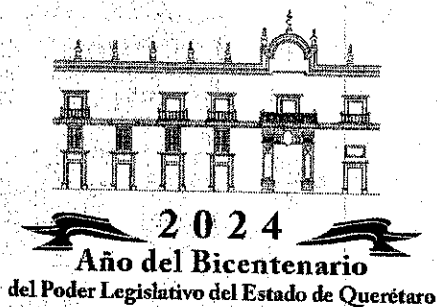 2024
Año del Bicentenario
del Poder Legislativo del Estado de Querétaro